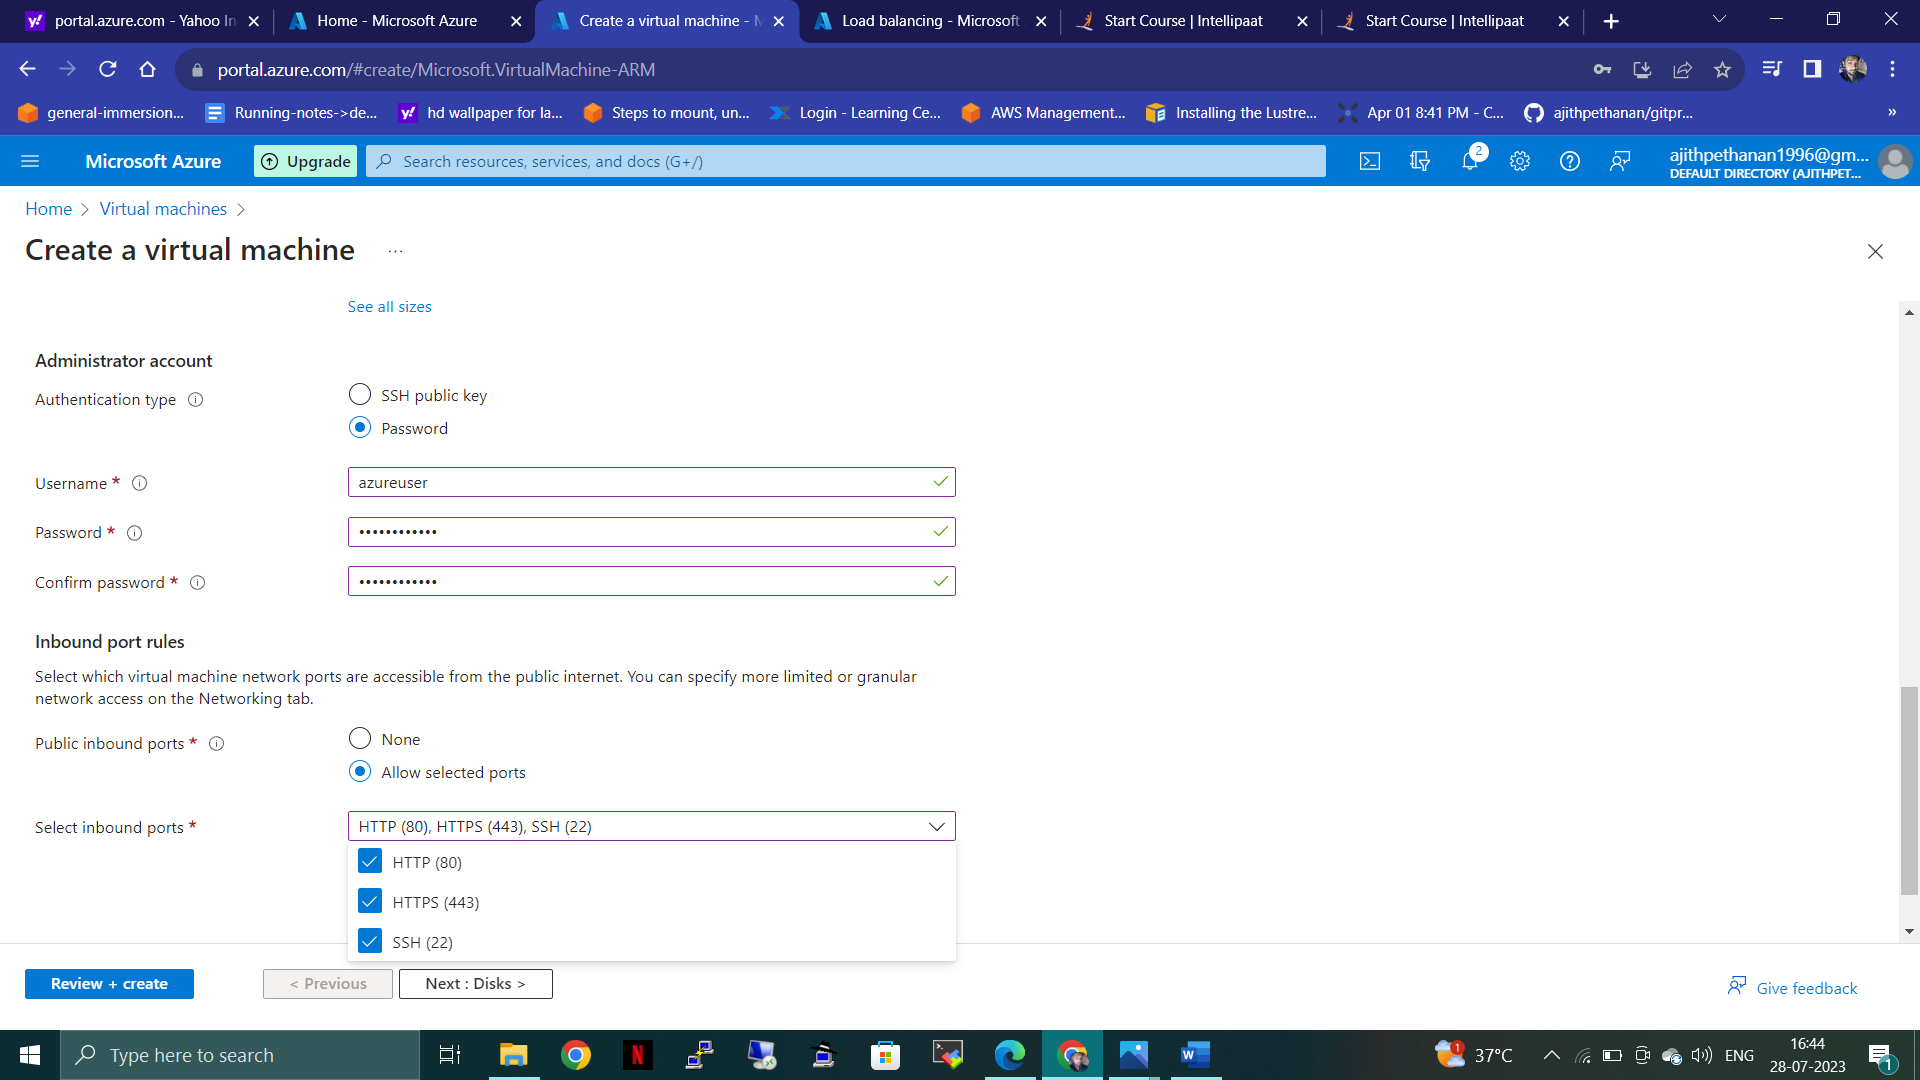 portal.azure.com - Yahoo In
Home - Microsoft Azure
Create a virtual machine - M
Load balancing - Microsoft
Start Course | Intellipaat
Start Course | Intellipaat
portal.azure.com/#create/Microsoft.VirtualMachine-ARM
general-immersion...
Running-notes->de...
hd wallpaper for la...
Steps to mount, un...
Login - Learning Ce...
AWS Management...
Installing the Lustre...
Apr 01 8:41 PM - C...
ajithpethanan/gitpr...
»
Microsoft Azure
Upgrade
Search resources, services, and docs (G+/)
2
ajithpethanan1996@gm...
DEFAULT DIRECTORY (AJITHPET...
Home > Virtual machines >
Create a virtual machine ...
See all sizes
Administrator account
Authentication type
SSH public key
Password
Username *
azureuser
Password *
••••••••••••
Confirm password *
••••••••••••
Inbound port rules
Select which virtual machine network ports are accessible from the public internet. You can specify more limited or granular
network access on the Networking tab.
Public inbound ports *
None
Allow selected ports
Select inbound ports *
HTTP (80), HTTPS (443), SSH (22)
HTTP (80)
HTTPS (443)
SSH (22)
Review + create
< Previous
Next : Disks >
Give feedback
Type here to search
1
37°C
ENG
16:44
28-07-2023
1